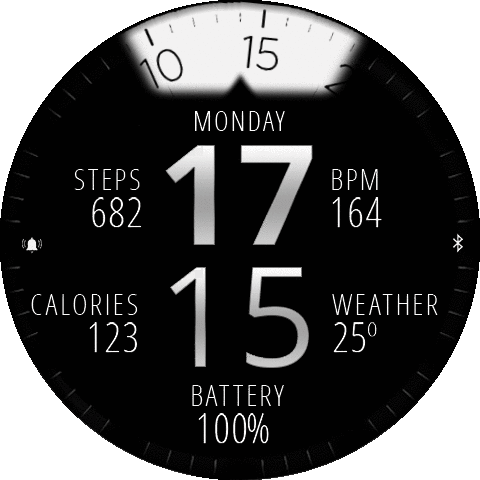 10 15
MONDAY
17
STEPS
682
BPM
164
15
CALORIES
123
WEATHER
25º
BATTERY
100%